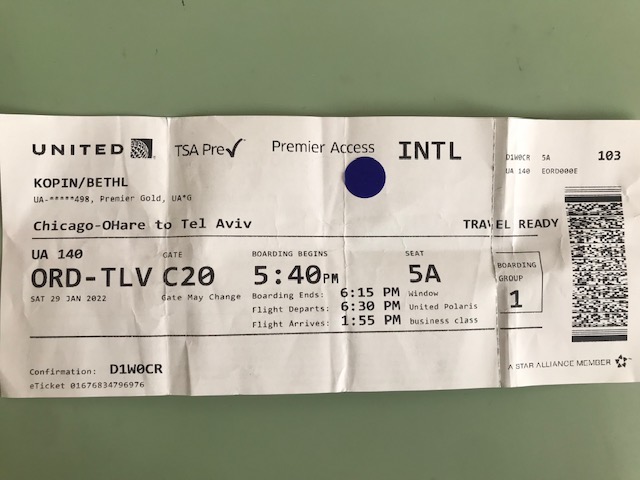 UNITED TSA Pre✓ Premier Access INTL
D1W0CR 5A 103
UA 140 EORD000E
KOPIN/BETHL
UA-*****498, Premier Gold, UA*G
Chicago-OHare to Tel Aviv TRAVEL READY
UA 140 GATE BOARDING BEGINS SEAT BOARDING GROUP
ORD-TLV C20 5:40PM 5A 1
SAT 29 JAN 2022 Gate May Change Boarding Ends: 6:15 PM Window
Flight Departs: 6:30 PM United Polaris
Flight Arrives: 1:55 PM business class
Confirmation: D1W0CR
eTicket 01676834796976
A STAR ALLIANCE MEMBER